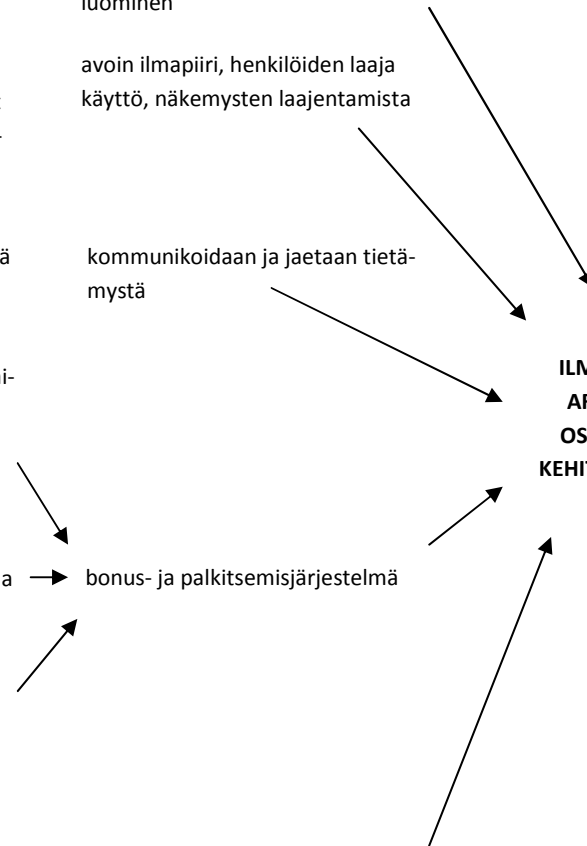 luominen
avoin ilmapiiri, henkilöiden laaja
käyttö, näkemysten laajentamista
kommunikoidaan ja jaetaan tietä-
mystä
bonus- ja palkitsemisjärjestelmä